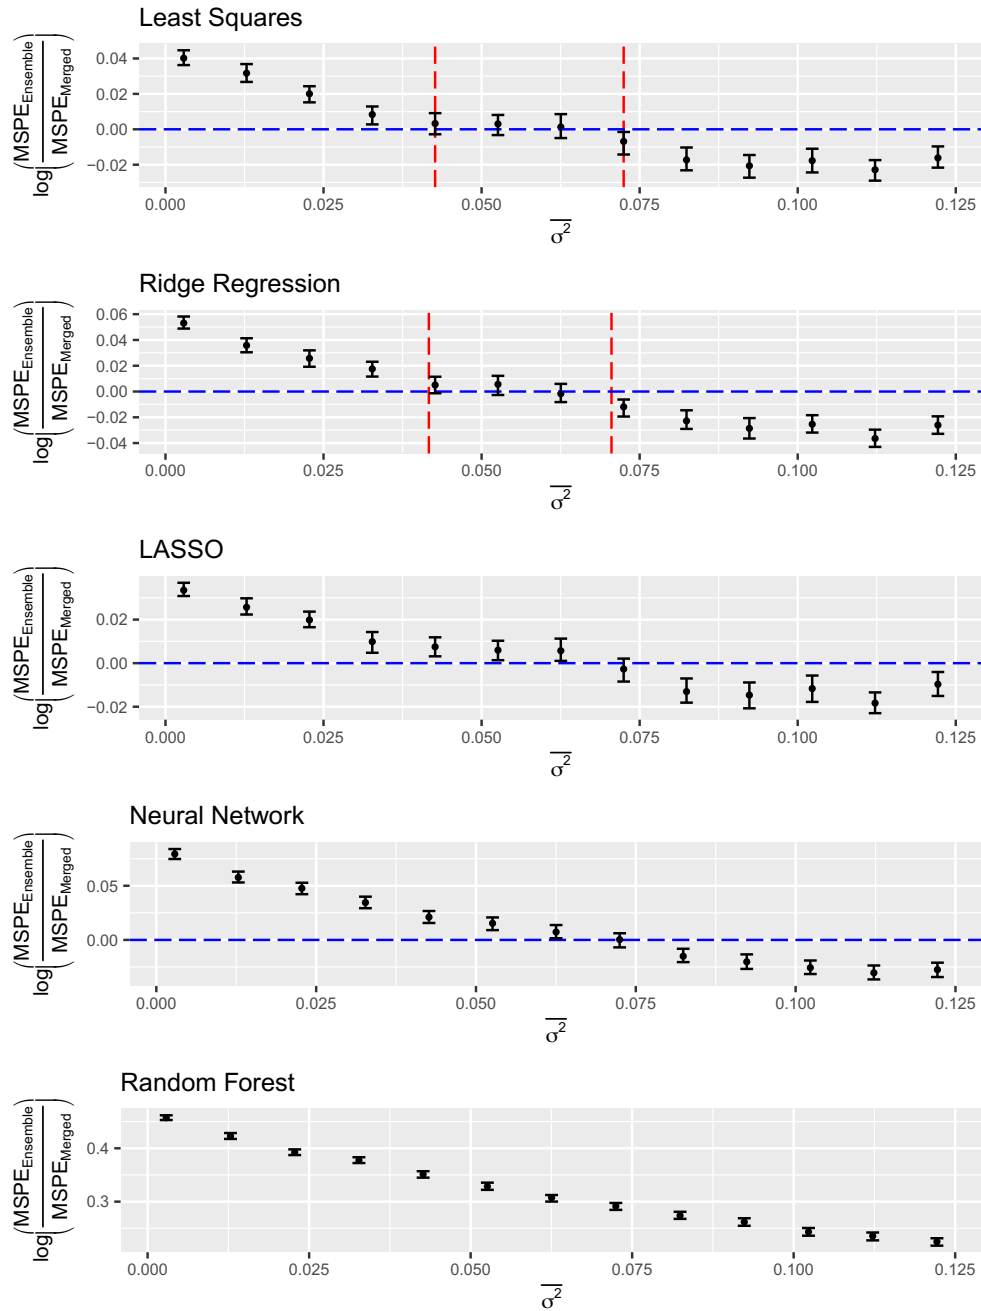 Least Squares
log(MSPE_Ensemble / MSPE_Merged)
0.04
0.02
0.00
−0.02
0.000 0.025 0.050 0.075 0.100 0.125
σ²
Ridge Regression
log(MSPE_Ensemble / MSPE_Merged)
0.06
0.04
0.02
0.00
−0.02
−0.04
0.000 0.025 0.050 0.075 0.100 0.125
σ²
LASSO
log(MSPE_Ensemble / MSPE_Merged)
0.02
0.00
−0.02
0.000 0.025 0.050 0.075 0.100 0.125
σ²
Neural Network
log(MSPE_Ensemble / MSPE_Merged)
0.05
0.00
0.000 0.025 0.050 0.075 0.100 0.125
σ²
Random Forest
log(MSPE_Ensemble / MSPE_Merged)
0.4
0.3
0.000 0.025 0.050 0.075 0.100 0.125
σ²